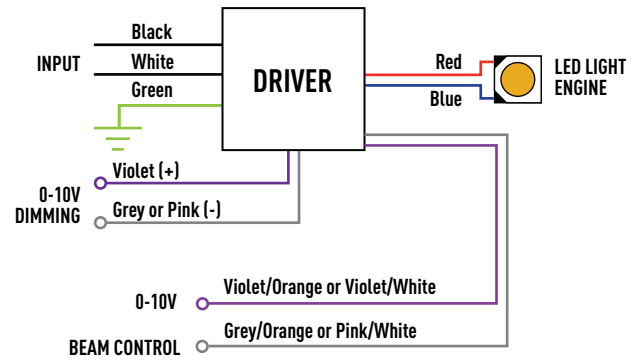 Black
INPUT
White
Green
DRIVER
Red
Blue
LED LIGHT
ENGINE
Violet (+)
0-10V
DIMMING
Grey or Pink (-)
Violet/Orange or Violet/White
0-10V
Grey/Orange or Pink/White
BEAM CONTROL